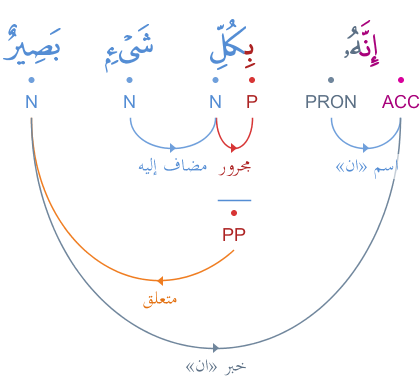 إِنَّهُۥ بِكُلِّ شَىْءٍۭ بَصِيرٌ
ACC PRON P N N N
اسم «ان» مجرور مضاف إليه
PP
متعلق
خبر «ان»